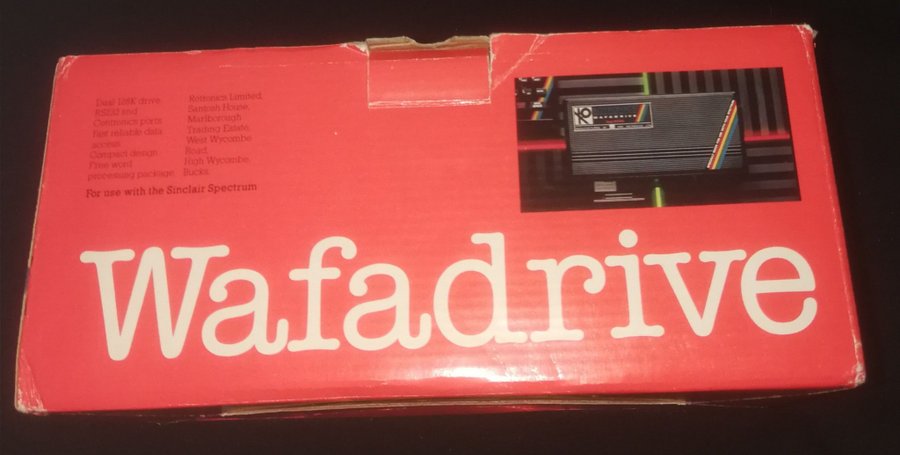 Dual 128K drive
RS232 and
Centronics ports
Fast reliable data
access
Compact design
Free word
processing package
Rotronics Limited,
Santosh House,
Marlborough
Trading Estate,
West Wycombe
Road,
High Wycombe,
Bucks.
For use with the Sinclair Spectrum
WAFADRIVE
Wafadrive